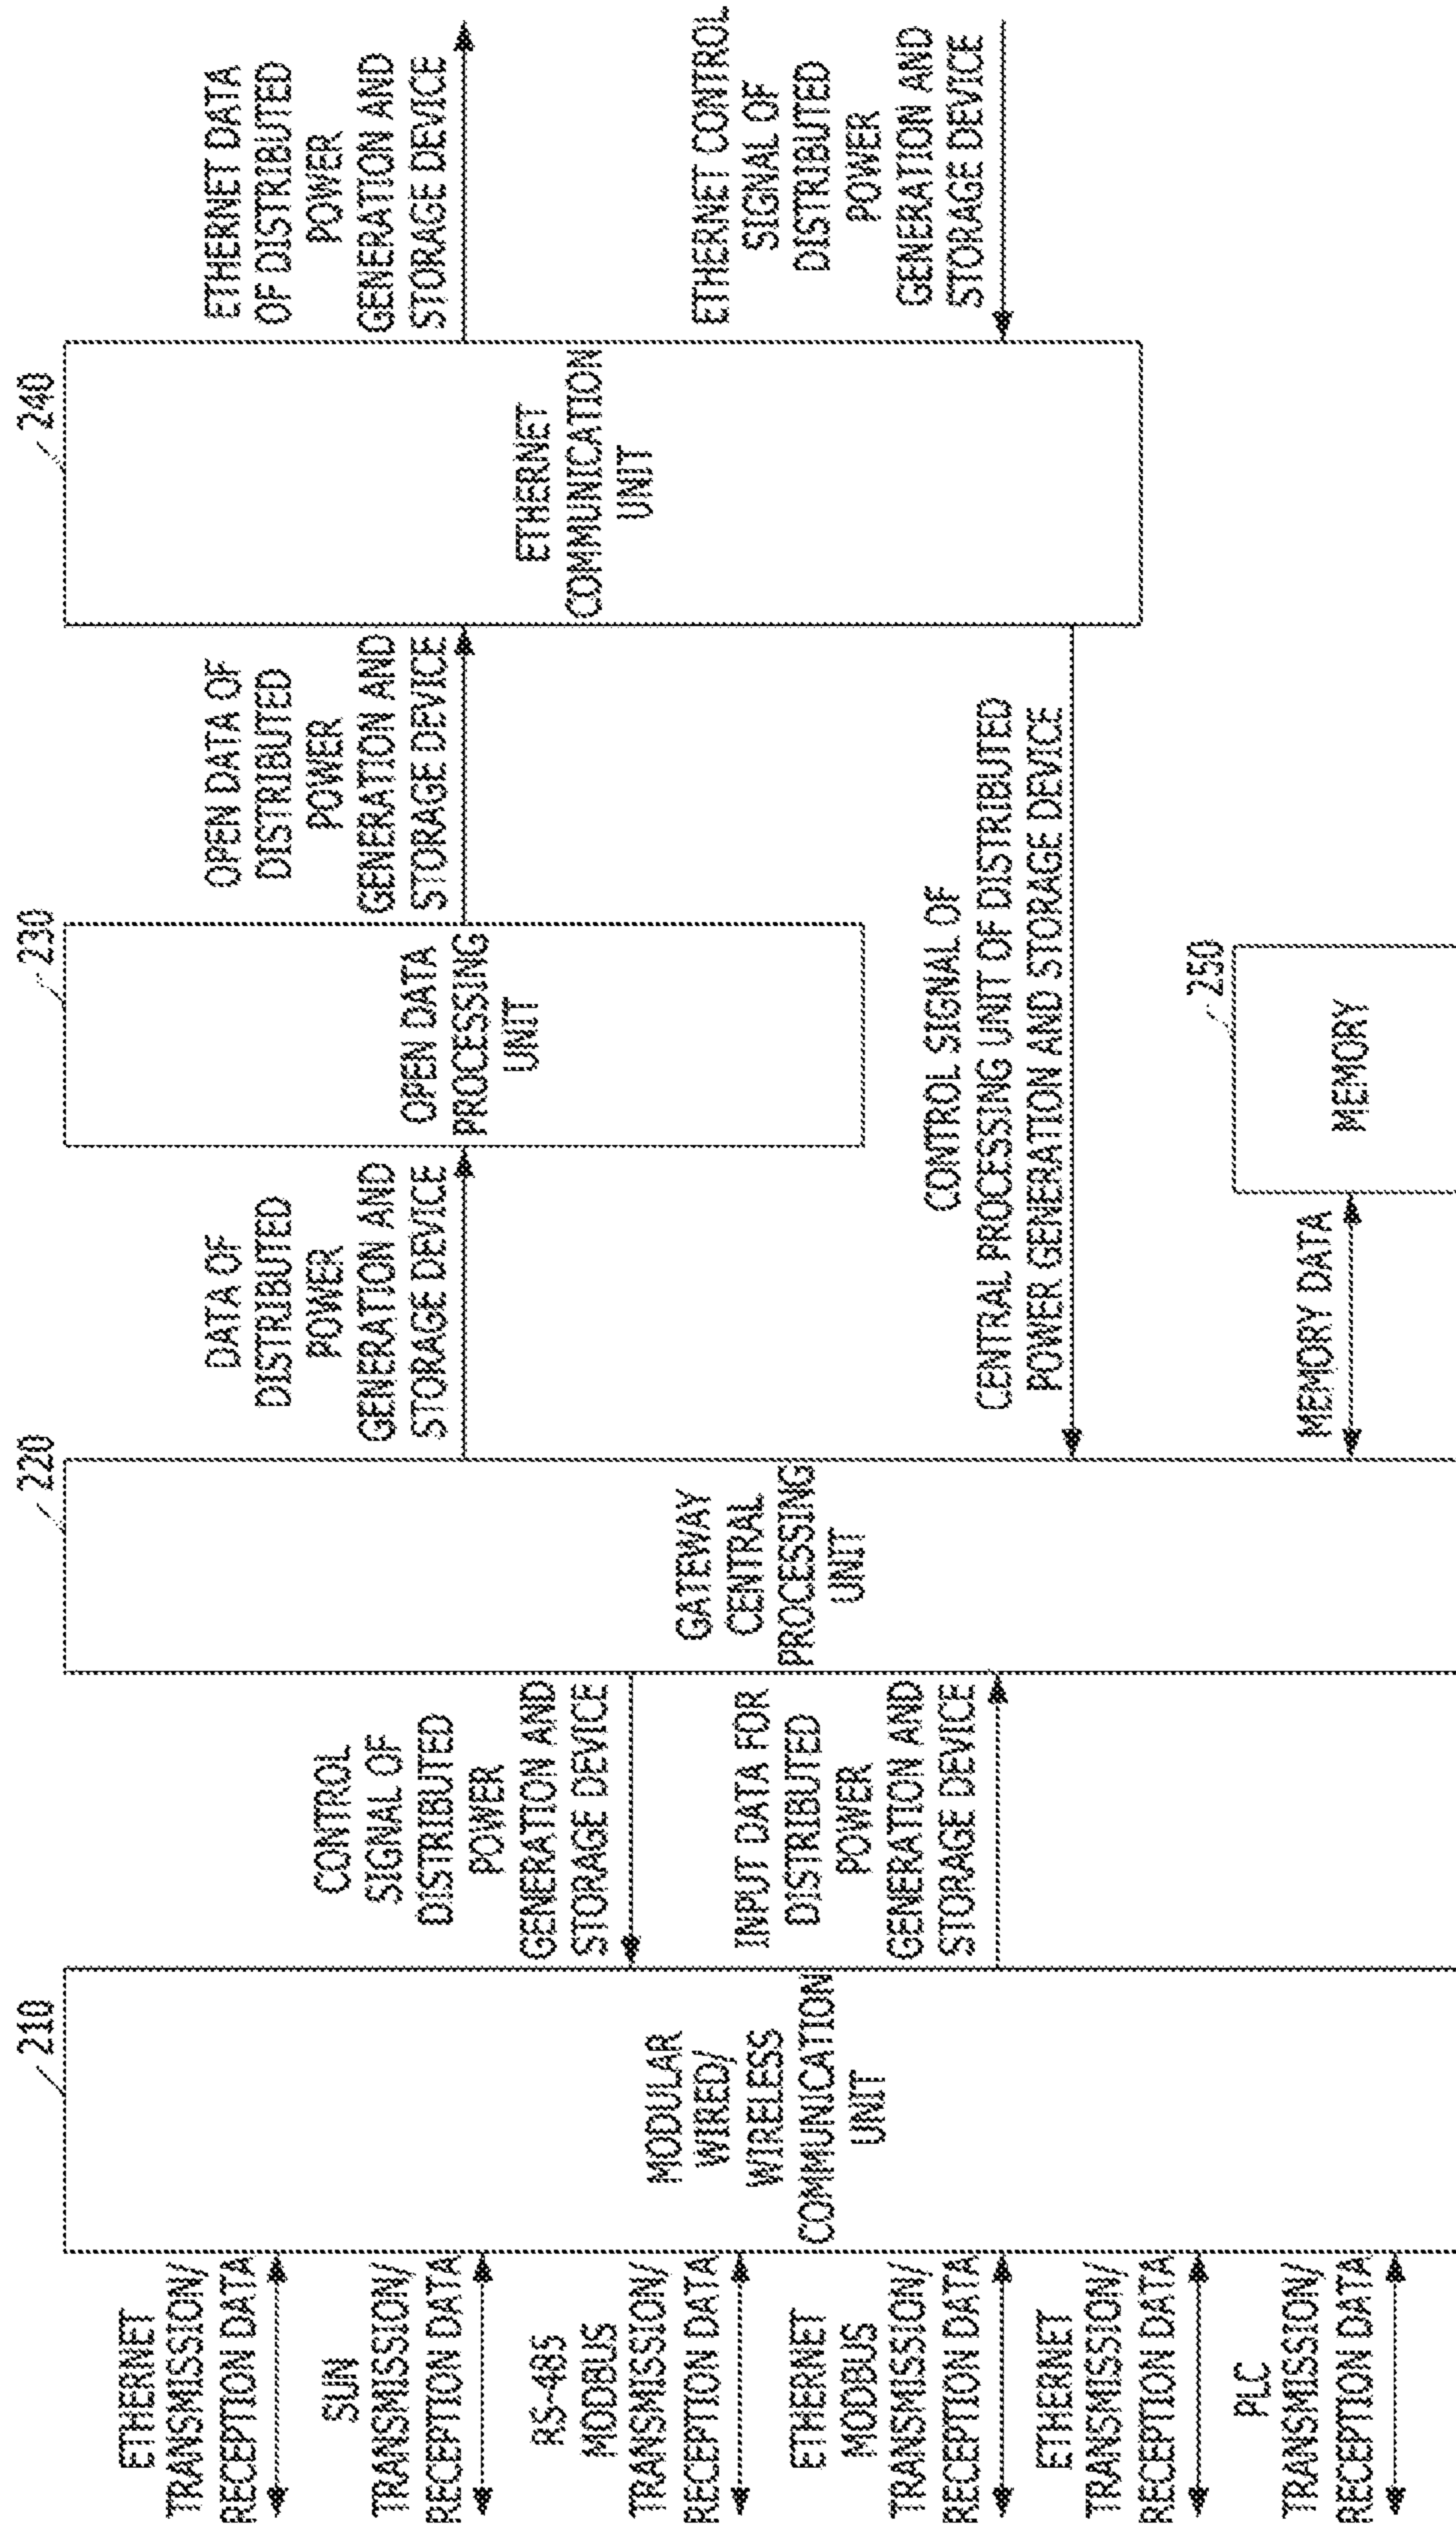 210
220
230
240
250
ETHERNET
TRANSMISSION/
RECEPTION DATA
SUN
TRANSMISSION/
RECEPTION DATA
RS-485
MODBUS
TRANSMISSION/
RECEPTION DATA
ETHERNET
MODBUS
TRANSMISSION/
RECEPTION DATA
ETHERNET
TRANSMISSION/
RECEPTION DATA
PLC
TRANSMISSION/
RECEPTION DATA
MODULAR
WIRED/
WIRELESS
COMMUNICATION
UNIT
CONTROL
SIGNAL OF
DISTRIBUTED
POWER
GENERATION AND
STORAGE DEVICE
INPUT DATA FOR
DISTRIBUTED
POWER
GENERATION AND
STORAGE DEVICE
GATEWAY
CENTRAL
PROCESSING
UNIT
DATA OF
DISTRIBUTED
POWER
GENERATION AND
STORAGE DEVICE
OPEN DATA
PROCESSING
UNIT
OPEN DATA OF
DISTRIBUTED
POWER
GENERATION AND
STORAGE DEVICE
CONTROL SIGNAL OF
CENTRAL PROCESSING UNIT OF DISTRIBUTED
POWER GENERATION AND STORAGE DEVICE
MEMORY DATA
MEMORY
ETHERNET
COMMUNICATION
UNIT
ETHERNET DATA
OF DISTRIBUTED
POWER
GENERATION AND
STORAGE DEVICE
ETHERNET CONTROL
SIGNAL OF
DISTRIBUTED
POWER
GENERATION AND
STORAGE DEVICE